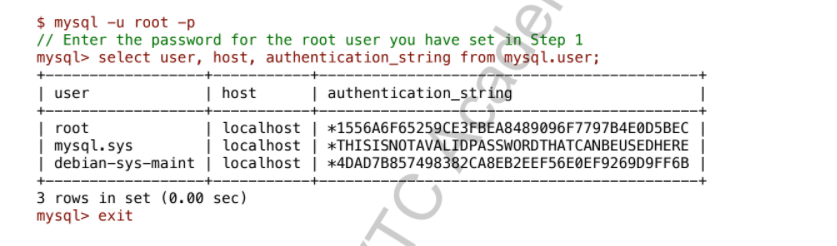 $ mysql -u root -p
// Enter the password for the root user you have set in Step 1
mysql> select user, host, authentication_string from mysql.user;
+------------------+-----------+-------------------------------------------+
| user | host | authentication_string |
+------------------+-----------+-------------------------------------------+
| root | localhost | *1556A6F65259CE3FBEA8489096F7797B4E0D5BEC |
| mysql.sys | localhost | *THISISNOTAVALIDPASSWORDTHATCANBEUSEDHERE |
| debian-sys-maint | localhost | *4DAD7B857498382CA8EB2EEF56E0EF9269D9FF6B |
+------------------+-----------+-------------------------------------------+
3 rows in set (0.00 sec)
mysql> exit
TC Academ